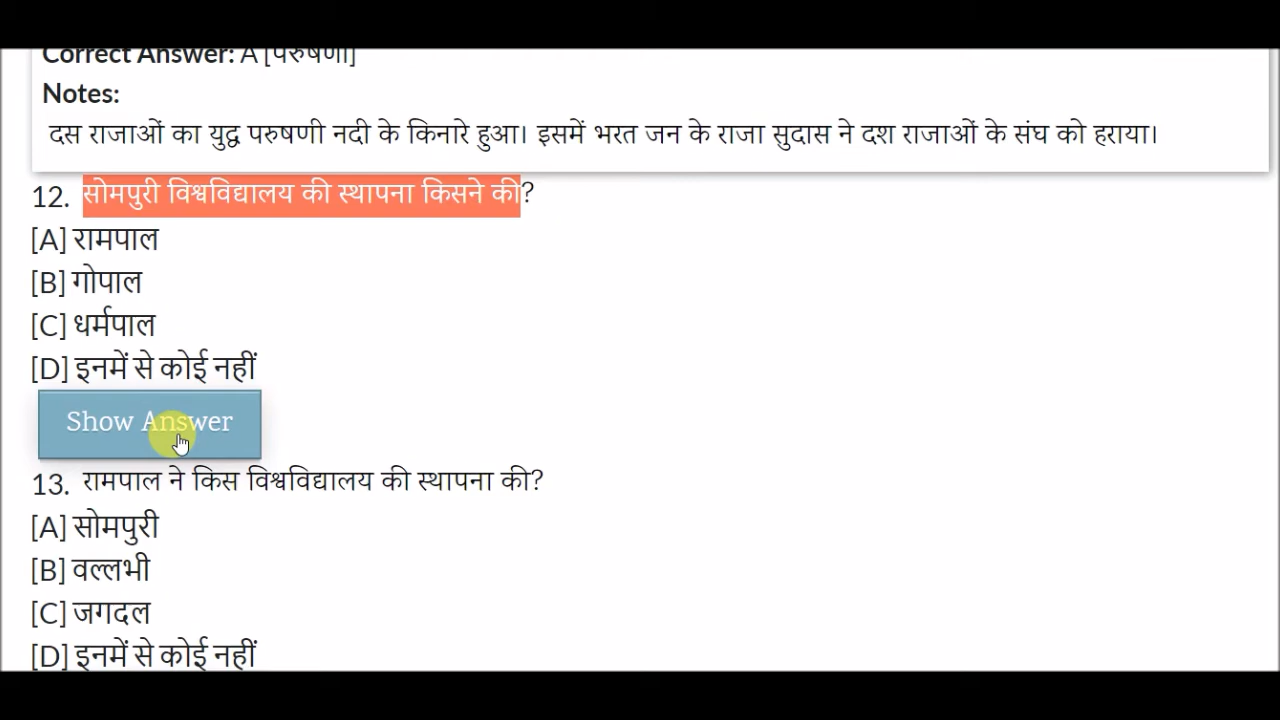 Correct Answer: A [परुषणी]
Notes:
दस राजाओं का युद्ध परुषणी नदी के किनारे हुआ। इसमें भरत जन के राजा सुदास ने दश राजाओं के संघ को हराया।
12. सोमपुरी विश्वविद्यालय की स्थापना किसने की?
[A] रामपाल
[B] गोपाल
[C] धर्मपाल
[D] इनमें से कोई नहीं
Show Answer
13. रामपाल ने किस विश्वविद्यालय की स्थापना की?
[A] सोमपुरी
[B] वल्लभी
[C] जगदल
[D] इनमें से कोई नहीं